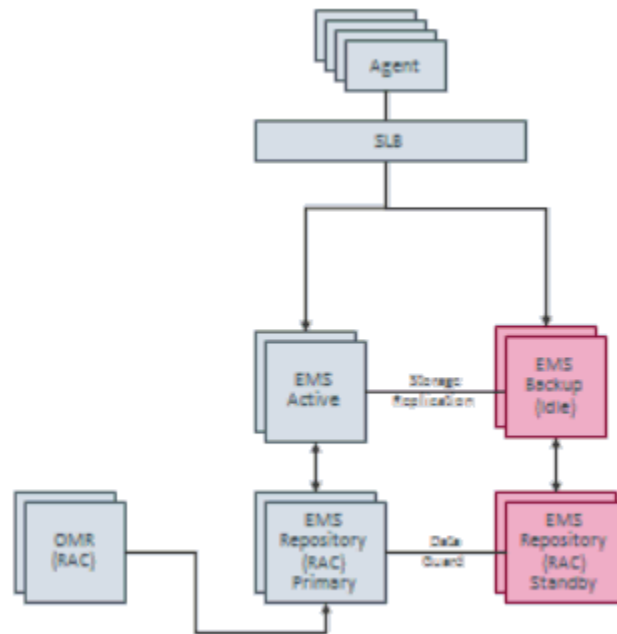 Agent
SLB
EMS
Active
Storage
Replication
EMS
Backup
(Idle)
OMR
(RAC)
EMS
Repository
(RAC)
Primary
Data
Guard
EMS
Repository
(RAC)
Standby